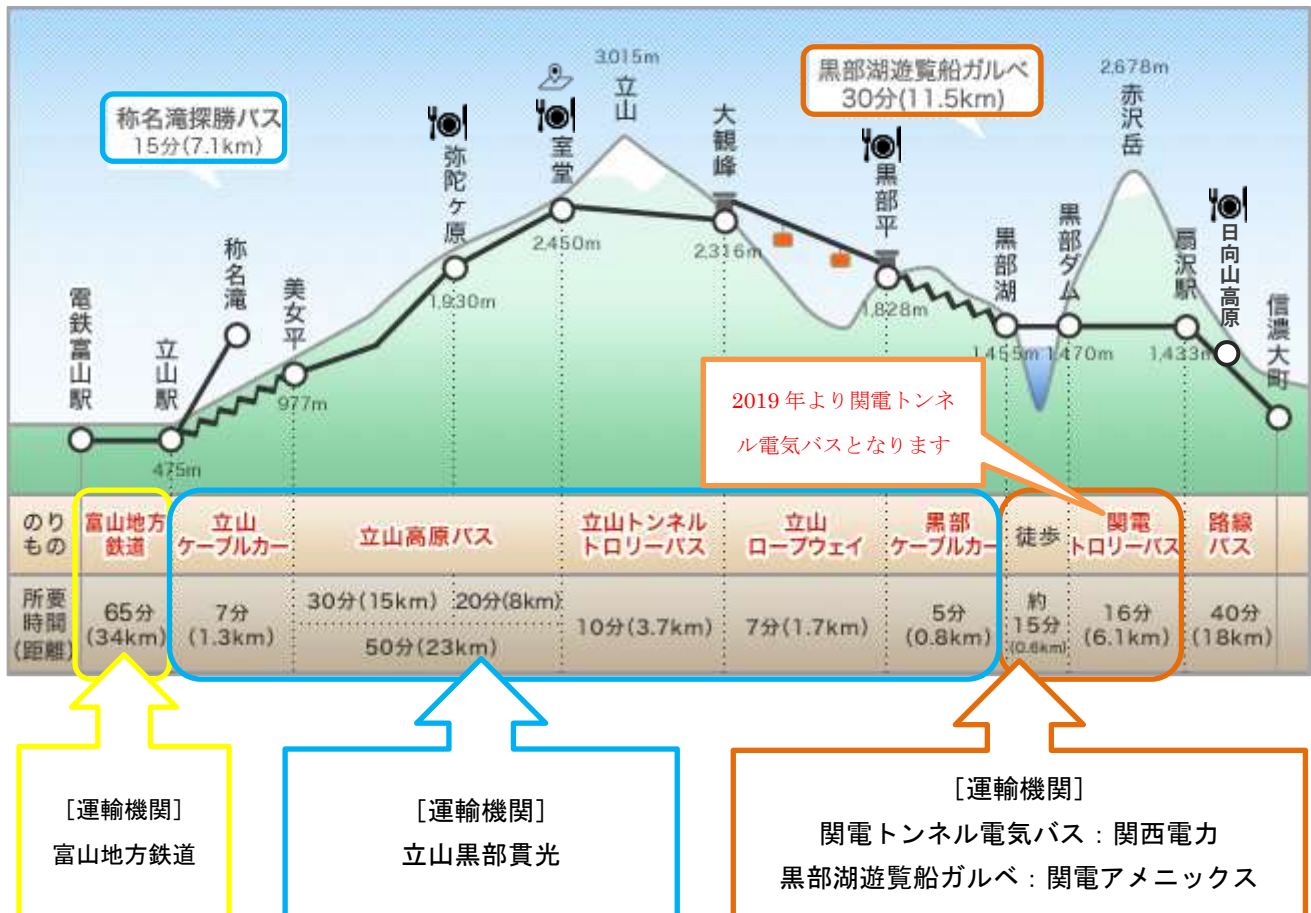 称名滝探勝バス
15分(7.1km)
黒部湖遊覧船ガルベ
30分(11.5km)
電鉄富山駅
立山駅
475m
称名滝
美女平
977m
弥陀ヶ原
1,930m
室堂
2,450m
3,015m
立山
大観峰
2,316m
黒部平
1,828m
黒部湖
1,455m
黒部ダム
1,470m
2,678m
赤沢岳
扇沢駅
1,433m
日向山高原
信濃大町
2019年より関電トンネ
ル電気バスとなります
のり
もの
富山地方
鉄道
立山
ケーブルカー
立山高原バス
立山トンネル
トロリーバス
立山
ロープウェイ
黒部
ケーブルカー
徒歩
関電
トロリーバス
路線
バス
所要
時間
(距離)
65分
(34km)
7分
(1.3km)
30分(15km)
20分(8km)
50分(23km)
10分(3.7km)
7分(1.7km)
5分
(0.8km)
約
15分
(0.6km)
16分
(6.1km)
40分
(18km)
［運輸機関］
富山地方鉄道
［運輸機関］
立山黒部貫光
［運輸機関］
関電トンネル電気バス：関西電力
黒部湖遊覧船ガルベ：関電アメニックス